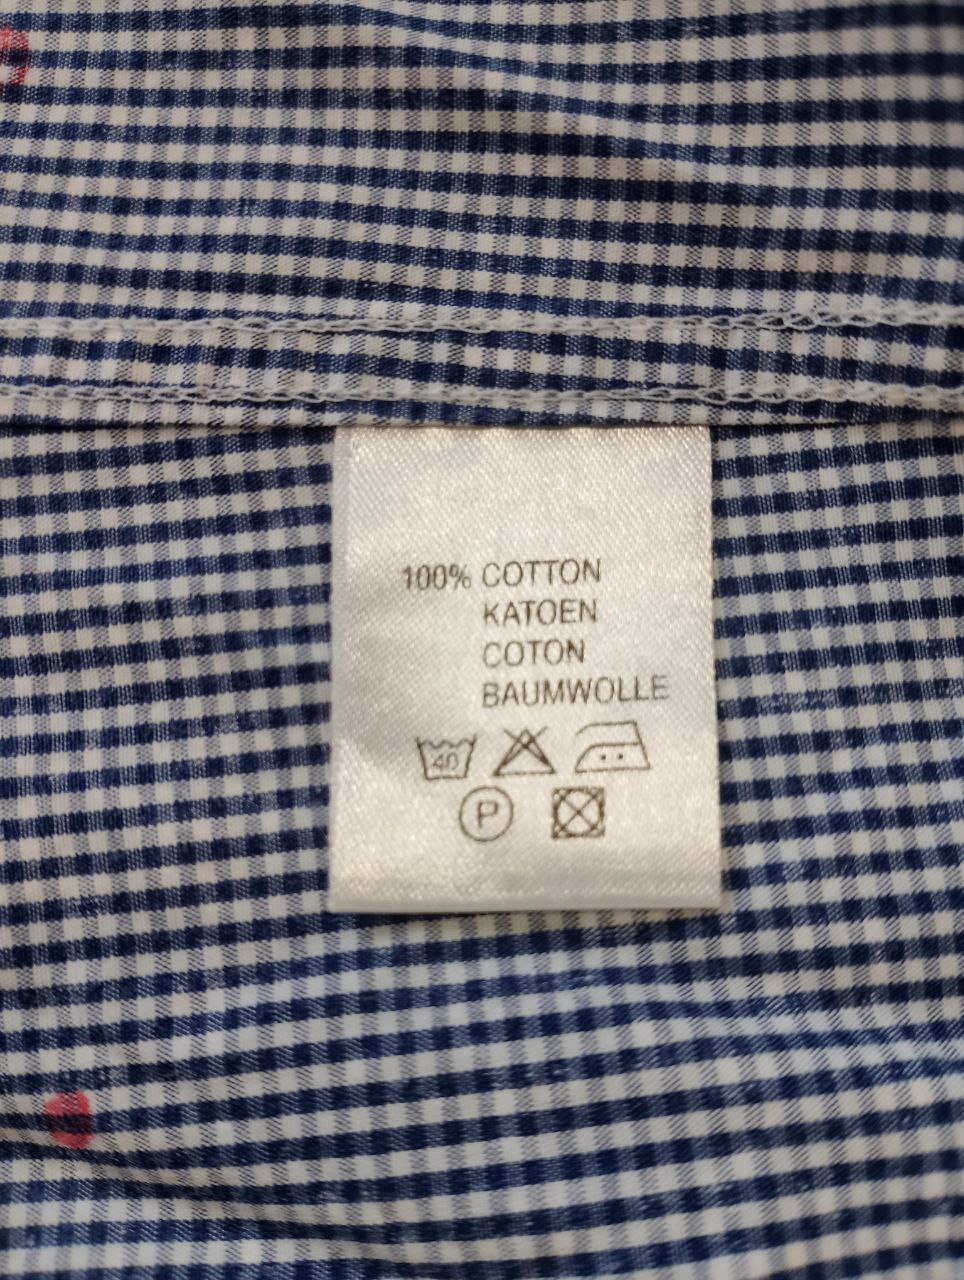 100% COTTON
KATOEN
COTON
BAUMWOLLE
40
P